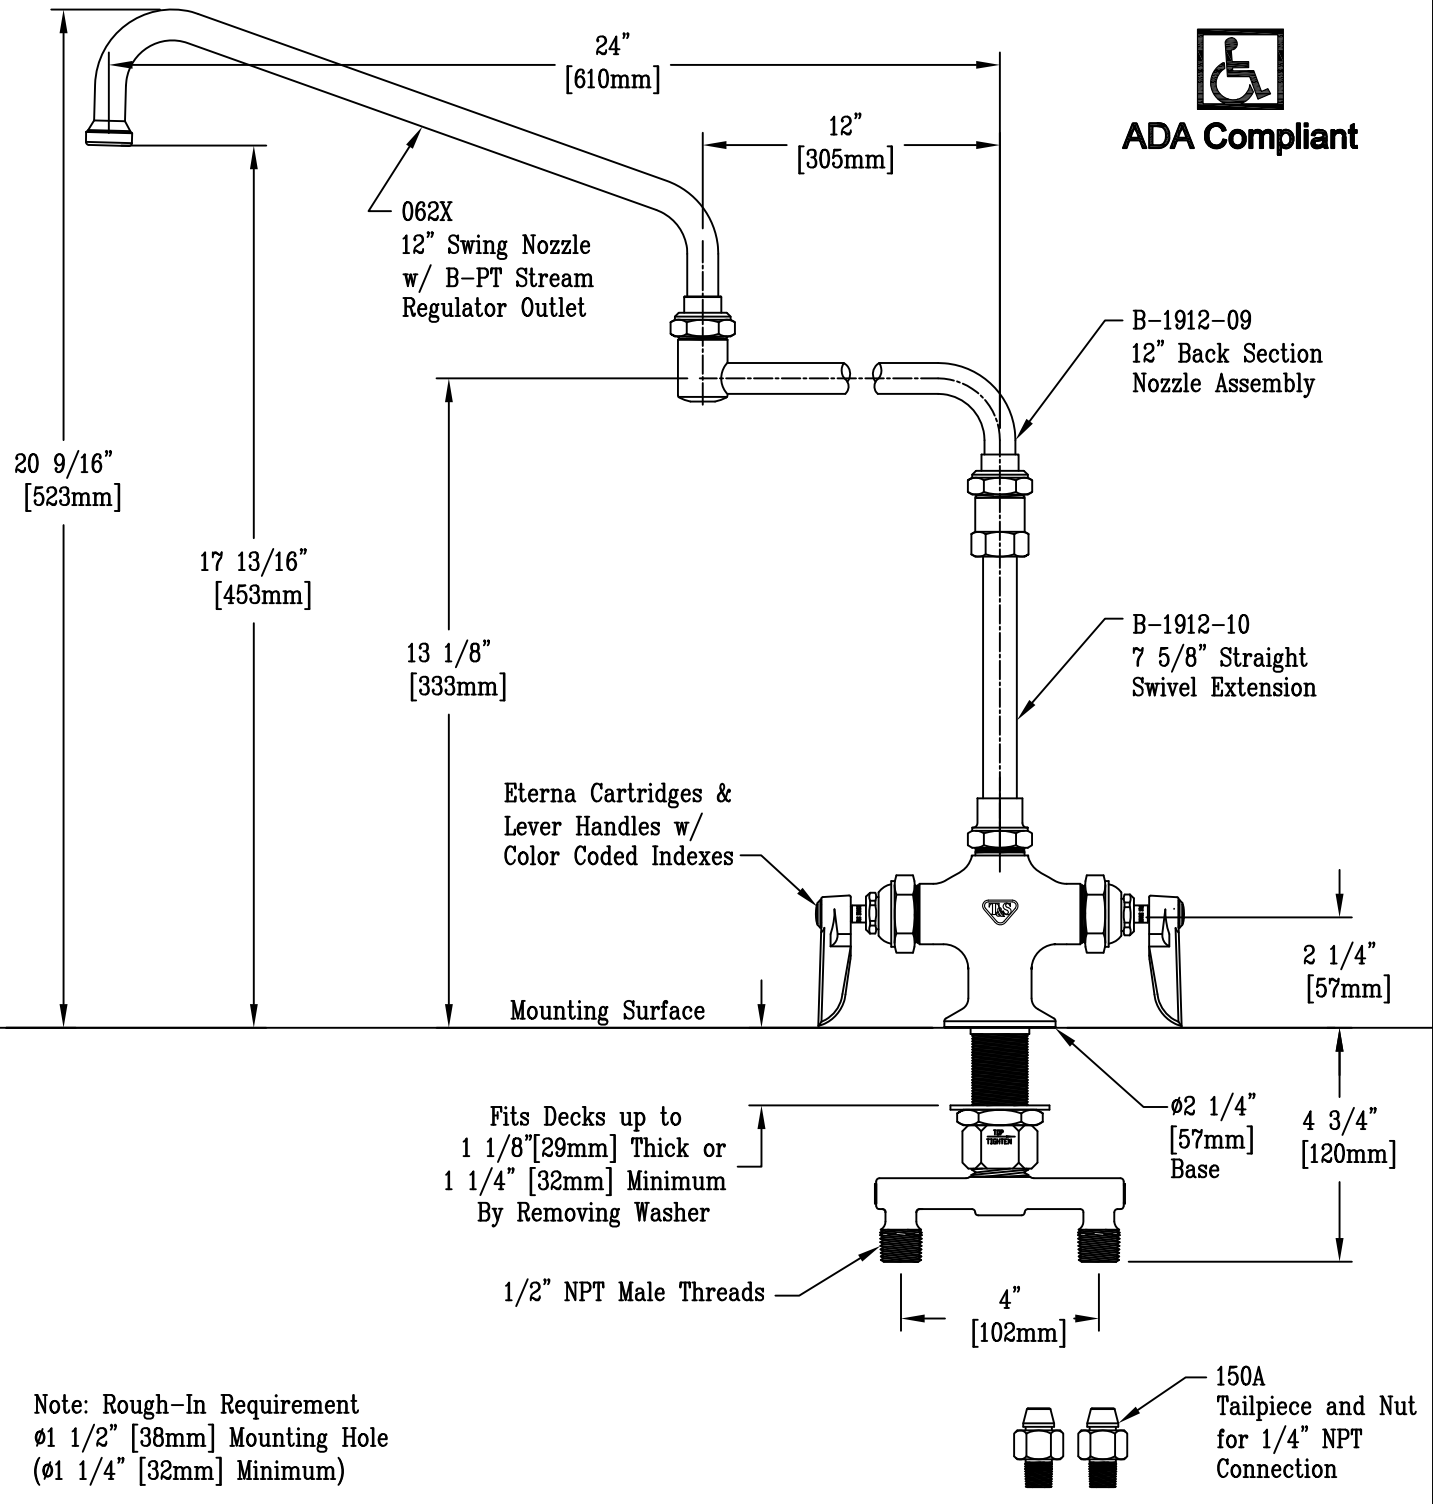 24"
[610mm]
12"
[305mm]
ADA Compliant
062X
12" Swing Nozzle
w/ B-PT Stream
Regulator Outlet
B-1912-09
12" Back Section
Nozzle Assembly
20 9/16"
[523mm]
17 13/16"
[453mm]
13 1/8"
[333mm]
B-1912-10
7 5/8" Straight
Swivel Extension
Eterna Cartridges &
Lever Handles w/
Color Coded Indexes
T&S
2 1/4"
[57mm]
Mounting Surface
Fits Decks up to
1 1/8"[29mm] Thick or
1 1/4" [32mm] Minimum
By Removing Washer
TOP
TIGHTEN
ø2 1/4"
[57mm]
Base
4 3/4"
[120mm]
1/2" NPT Male Threads
4"
[102mm]
Note: Rough-In Requirement
ø1 1/2" [38mm] Mounting Hole
(ø1 1/4" [32mm] Minimum)
150A
Tailpiece and Nut
for 1/4" NPT
Connection